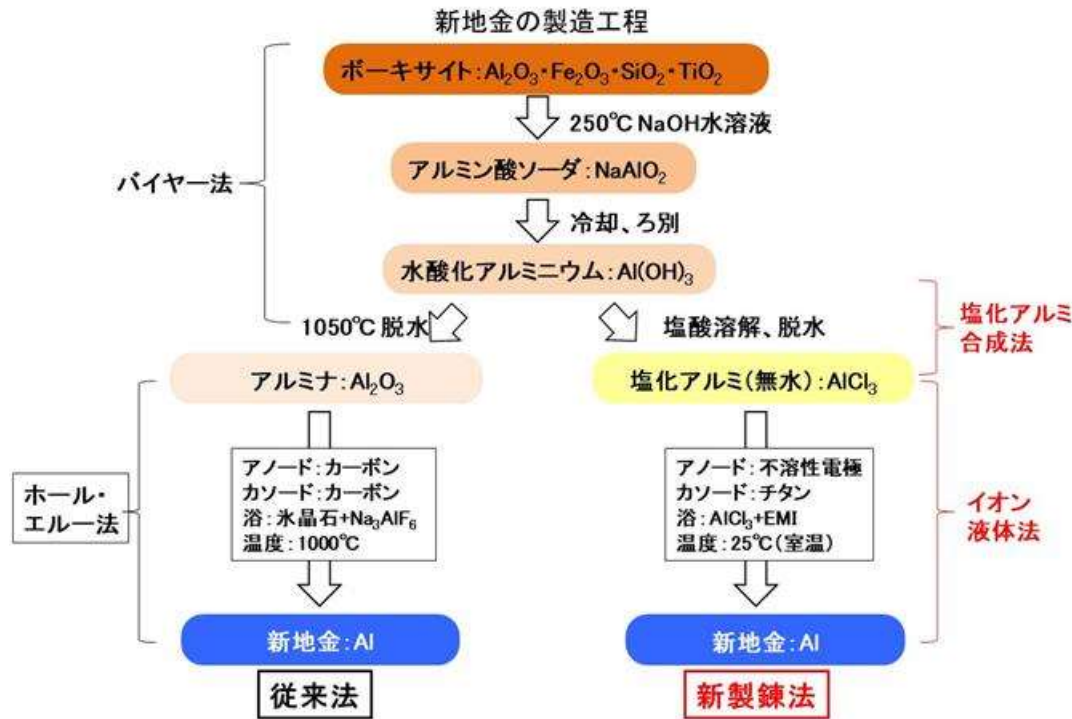 新地金の製造工程
ボーキサイト:Al₂O₃・Fe₂O₃・SiO₂・TiO₂
250℃ NaOH水溶液
アルミン酸ソーダ:NaAlO₂
バイヤー法
冷却、ろ別
水酸化アルミニウム:Al(OH)₃
1050℃ 脱水
塩酸溶解、脱水
塩化アルミ
合成法
アルミナ:Al₂O₃
塩化アルミ(無水):AlCl₃
ホール・
エルー法
アノード:カーボン
カソード:カーボン
浴:氷晶石+Na₃AlF₆
温度:1000℃
アノード:不溶性電極
カソード:チタン
浴:AlCl₃+EMI
温度:25℃(室温)
イオン
液体法
新地金:Al
新地金:Al
従来法
新製錬法